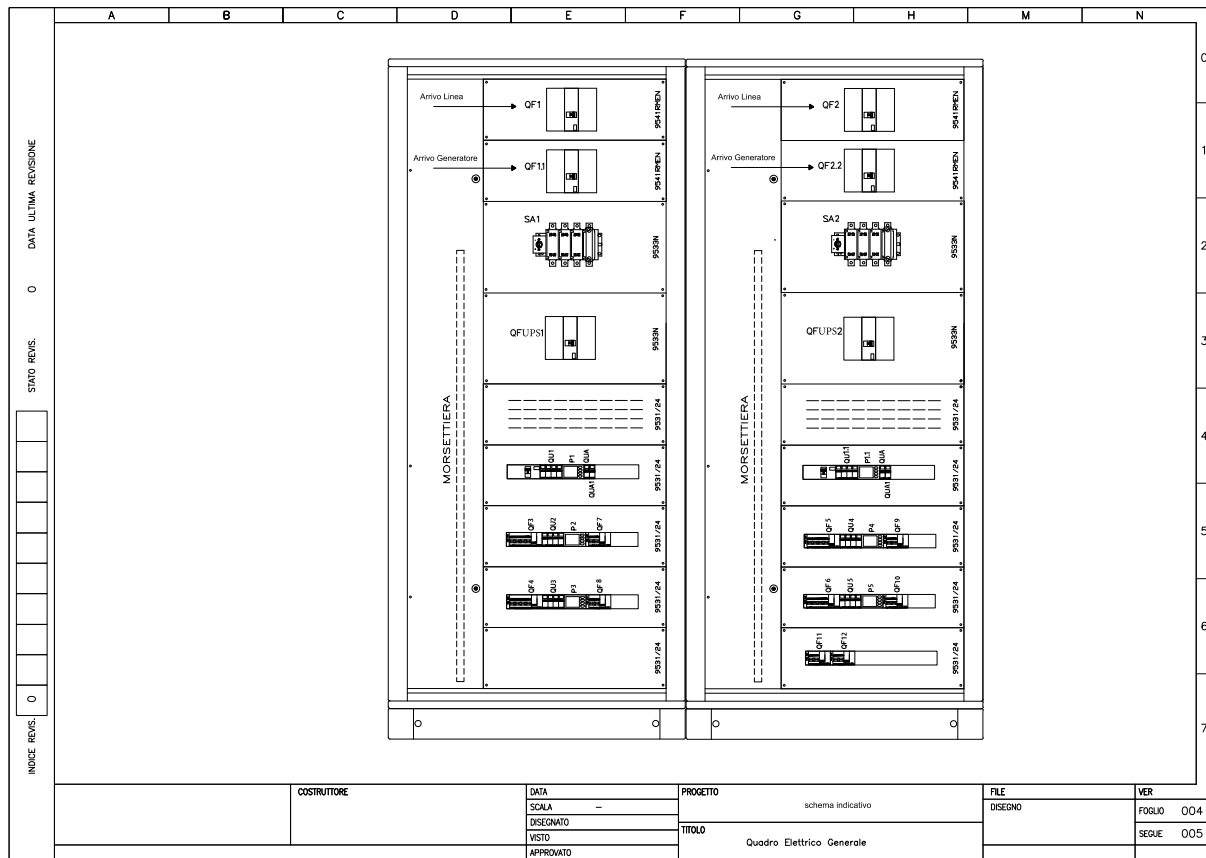 A B C D E F G H M N
0
1
2
3
4
5
6
7
DATA ULTIMA REVISIONE
0
STATO REVIS.
0
INDICE REVIS.
Arrivo Linea
QF1
9541RMEN
Arrivo Generatore
QF1.1
9541RMEN
SA1
9533N
QFUPS1
9533N
MORSETTIERA
9531/24
QU1 P1 QUA
QUA1
9531/24
QF3 QU2 P2 QF7
9531/24
QF4 QU3 P3 QF8
9531/24
9531/24
Arrivo Linea
QF2
9541RMEN
Arrivo Generatore
QF2.2
9541RMEN
SA2
9533N
QFUPS2
9533N
MORSETTIERA
9531/24
QU1.1 P1.1 QUA
QUA1
9531/24
QF5 QU4 P4 QF9
9531/24
QF6 QU5 P5 QF10
9531/24
QF11 QF12
9531/24
COSTRUTTORE
DATA
SCALA –
DISEGNATO
VISTO
APPROVATO
PROGETTO
schema indicativo
TITOLO
Quadro Elettrico Generale
FILE
DISEGNO
VER
FOGLIO 004
SEGUE 005